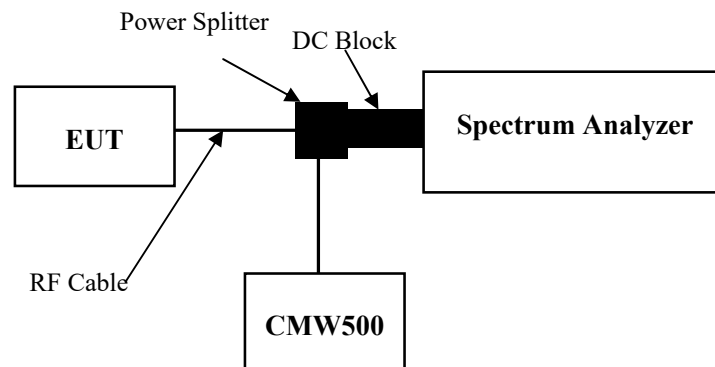 Power Splitter
DC Block
EUT
Spectrum Analyzer
RF Cable
CMW500